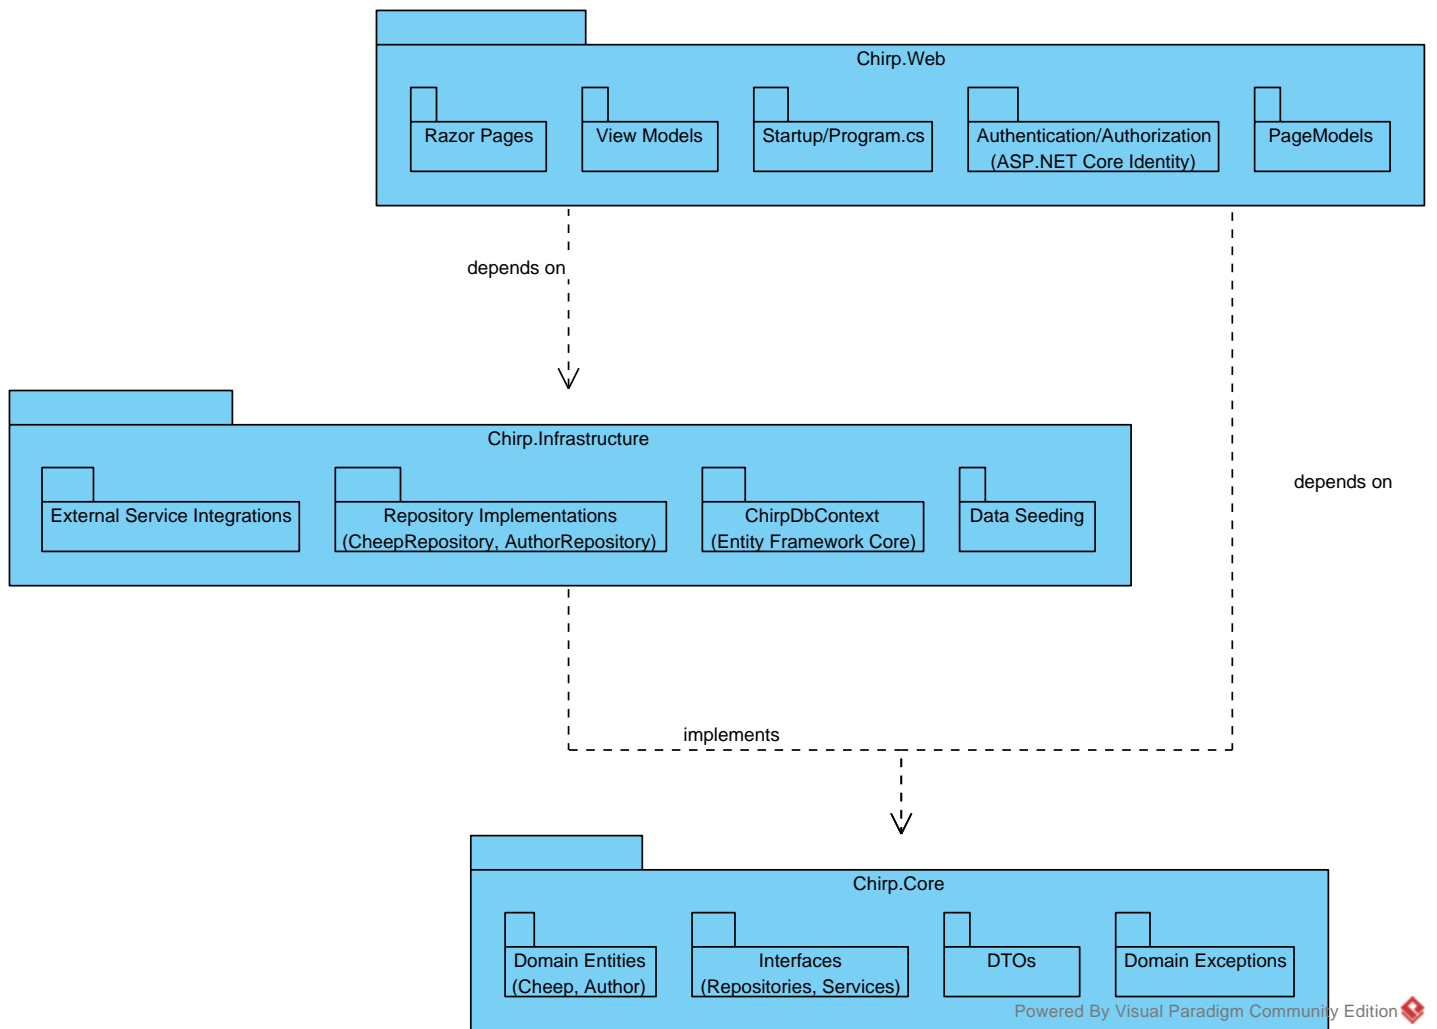 Chirp.Web
Razor Pages
View Models
Startup/Program.cs
Authentication/Authorization
(ASP.NET Core Identity)
PageModels
depends on
Chirp.Infrastructure
External Service Integrations
Repository Implementations
(CheepRepository, AuthorRepository)
ChirpDbContext
(Entity Framework Core)
Data Seeding
depends on
implements
Chirp.Core
Domain Entities
(Cheep, Author)
Interfaces
(Repositories, Services)
DTOs
Domain Exceptions
Powered By Visual Paradigm Community Edition